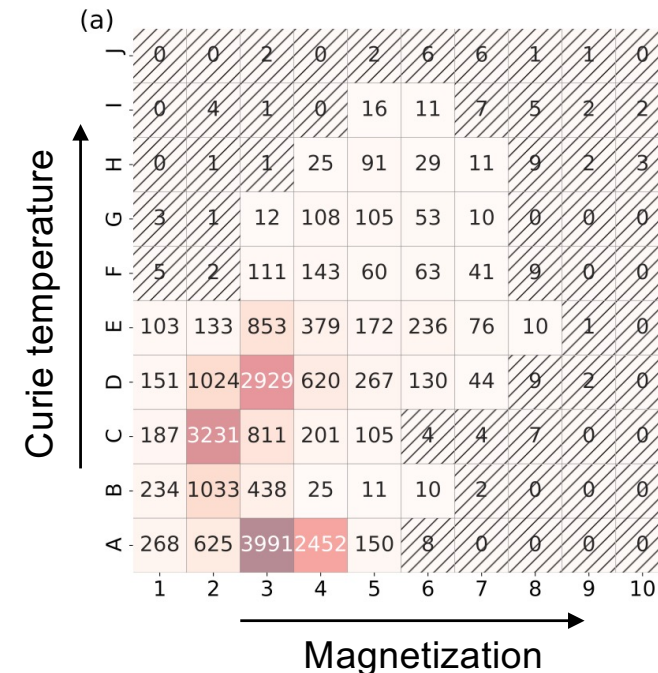 (a)
J 0 0 2 0 2 6 6 1 1 0
I 0 4 1 0 16 11 7 5 2 2
H 0 1 1 25 91 29 11 9 2 3
G 3 1 12 108 105 53 10 0 0 0
F 5 2 111 143 60 63 41 9 0 0
E 103 133 853 379 172 236 76 10 1 0
D 151 1024 2929 620 267 130 44 9 2 0
C 187 3231 811 201 105 4 4 7 0 0
B 234 1033 438 25 11 10 2 0 0 0
A 268 625 3991 2452 150 8 0 0 0 0
1 2 3 4 5 6 7 8 9 10
Curie temperature
Magnetization